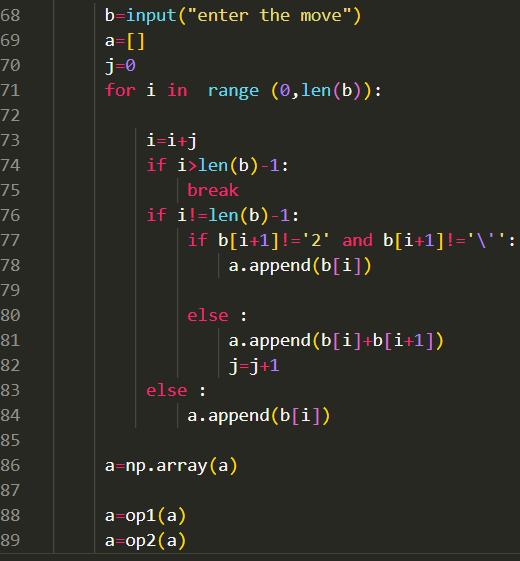 68 b=input("enter the move")
69 a=[]
70 j=0
71 for i in  range (0,len(b)):
72
73 i=i+j
74 if i>len(b)-1:
75 break
76 if i!=len(b)-1:
77 if b[i+1]!='2' and b[i+1]!='\'':
78 a.append(b[i])
79
80 else :
81 a.append(b[i]+b[i+1])
82 j=j+1
83 else :
84 a.append(b[i])
85
86 a=np.array(a)
87
88 a=op1(a)
89 a=op2(a)